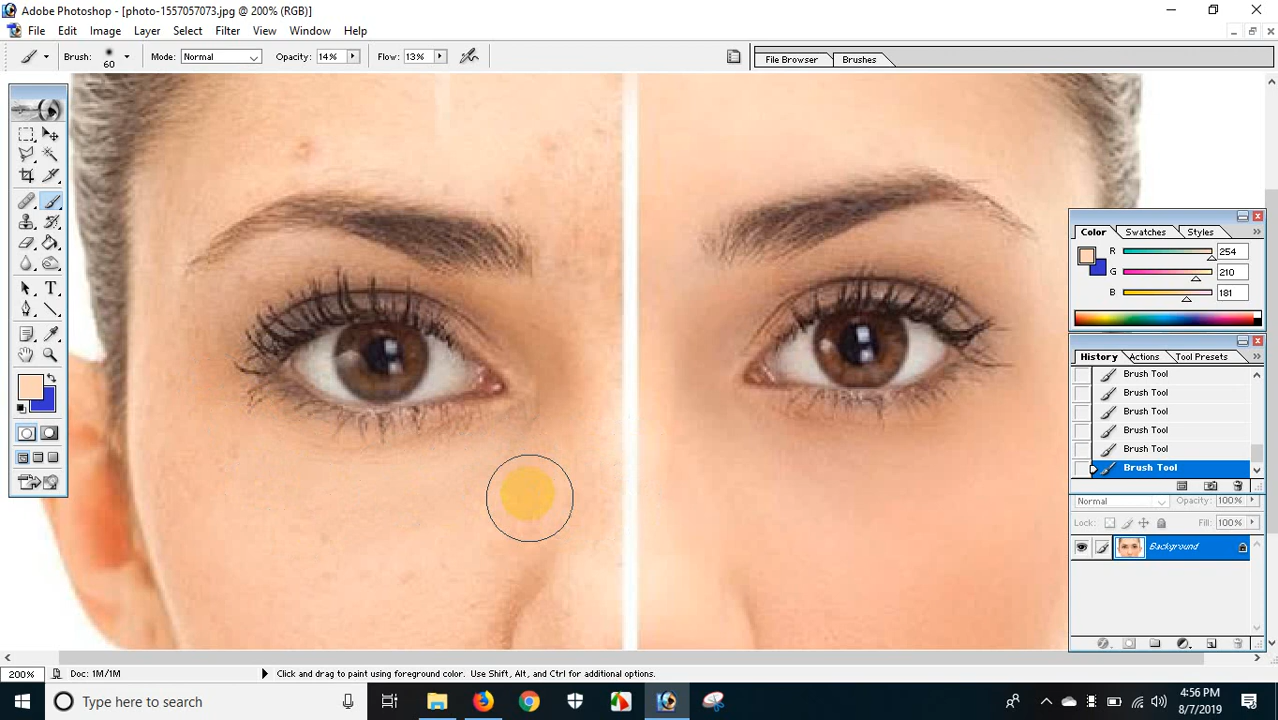 Adobe Photoshop - [photo-1557057073.jpg @ 200% (RGB)]
File Edit Image Layer Select Filter View Window Help
Brush: 60 Mode: Normal Opacity: 14% Flow: 13% File Browser Brushes
Color Swatches Styles
R 254
G 210
B 181
History Actions Tool Presets
Brush Tool
Brush Tool
Brush Tool
Brush Tool
Brush Tool
Brush Tool
Normal Opacity: 100%
Lock: Fill: 100%
Background
200% Doc: 1M/1M Click and drag to paint using foreground color. Use Shift, Alt, and Ctrl for additional options.
Type here to search
4:56 PM
8/7/2019